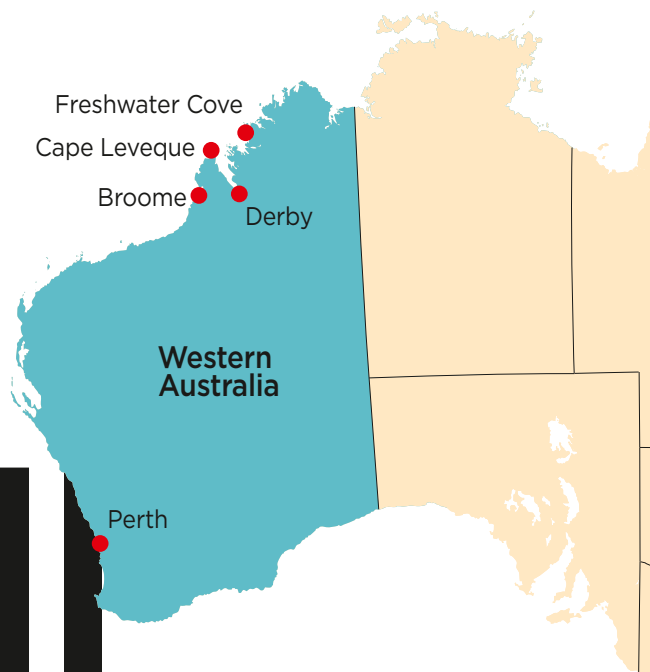 Freshwater Cove
Cape Leveque
Broome
Derby
Western
Australia
Perth